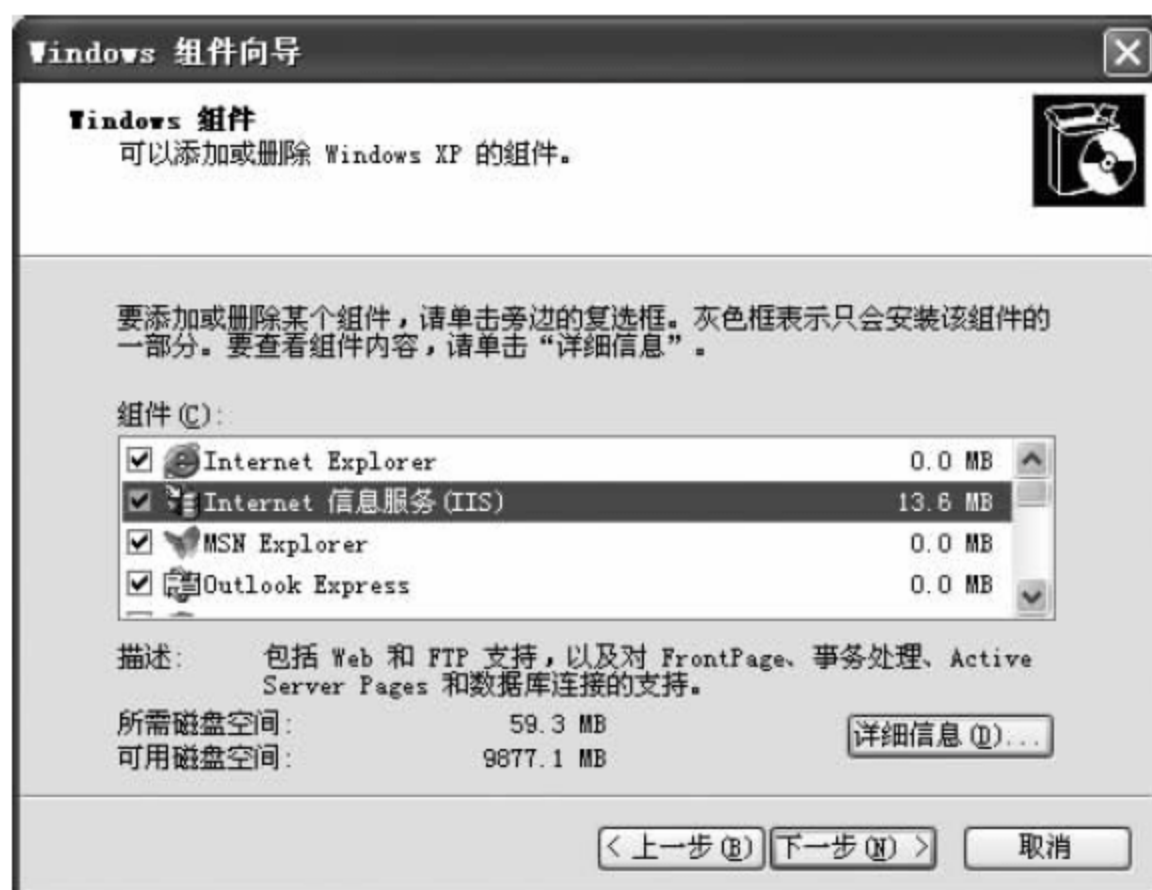 Windows 组件向导
Windows 组件
可以添加或删除 Windows XP 的组件。
要添加或删除某个组件，请单击旁边的复选框。灰色框表示只会安装该组件的
一部分。要查看组件内容，请单击“详细信息”。
组件(C):
Internet Explorer 0.0 MB
Internet 信息服务(IIS) 13.6 MB
MSN Explorer 0.0 MB
Outlook Express 0.0 MB
描述: 包括 Web 和 FTP 支持，以及对 FrontPage、事务处理、Active
Server Pages 和数据库连接的支持。
所需磁盘空间: 59.3 MB
可用磁盘空间: 9877.1 MB
详细信息(D)...
< 上一步(B) 下一步(N) > 取消